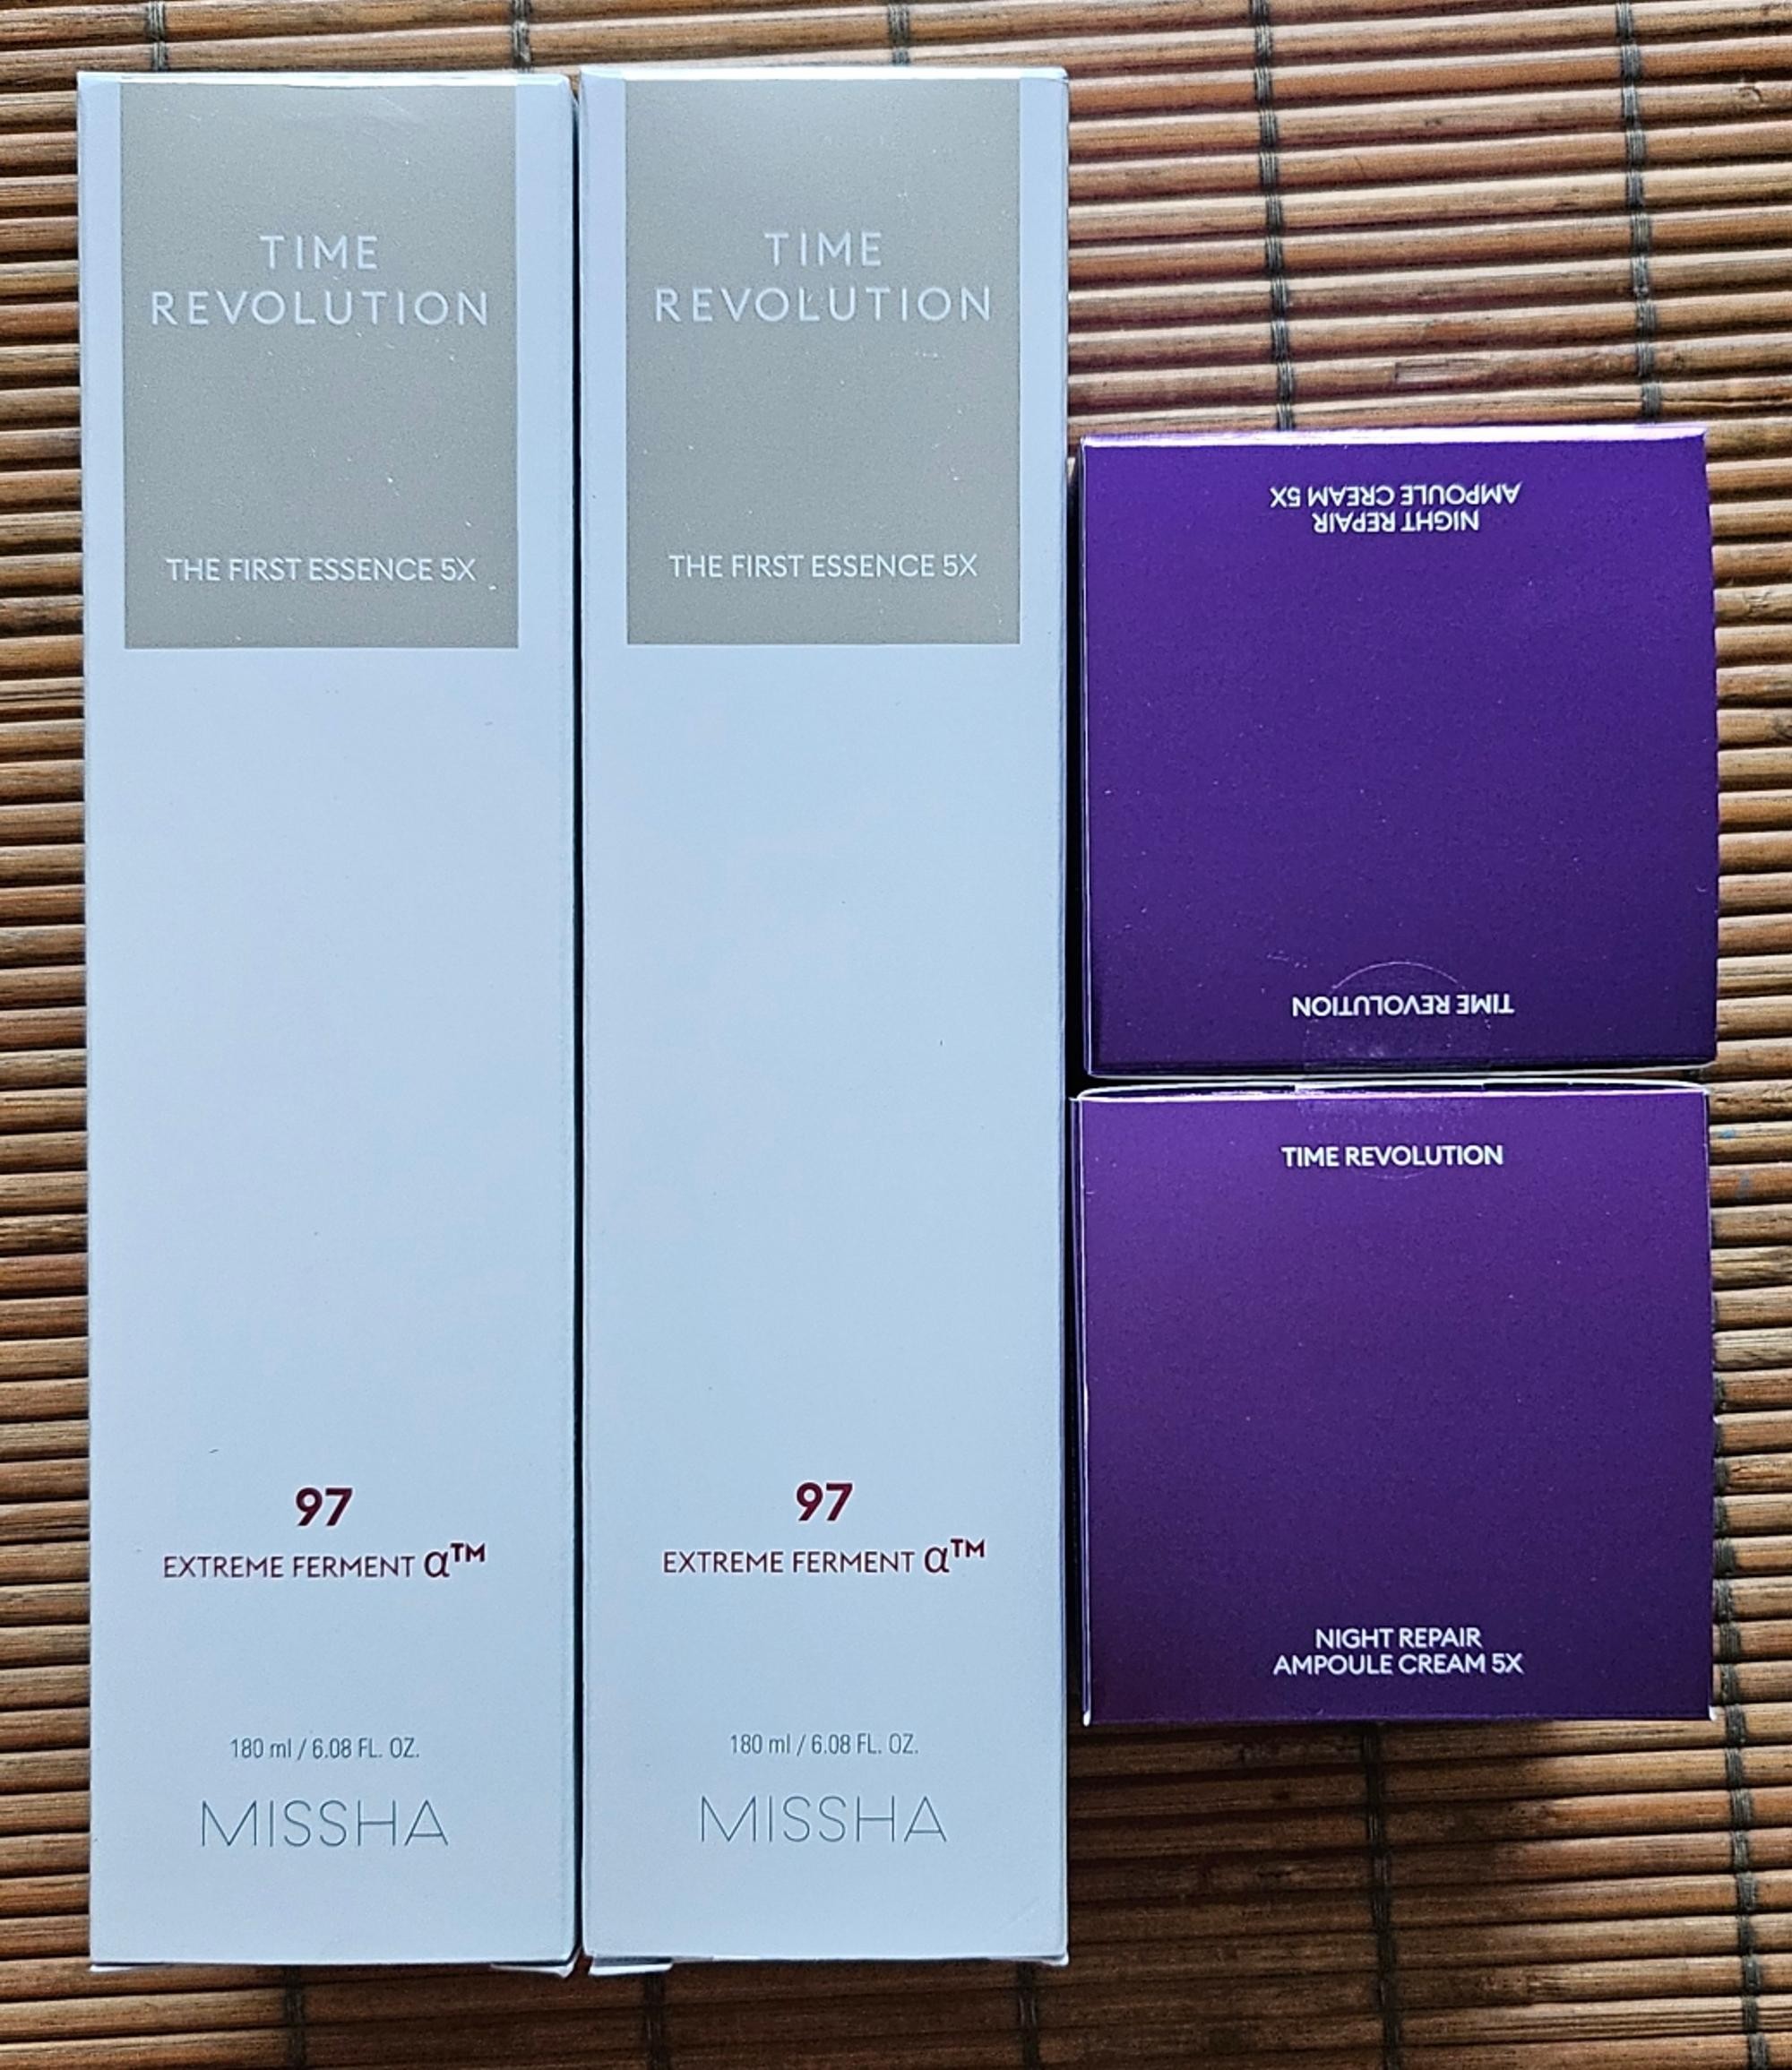 TIME
REVOLUTION
THE FIRST ESSENCE 5X
97
EXTREME FERMENT α™
180 ml / 6.08 FL. OZ.
MISSHA
TIME
REVOLUTION
THE FIRST ESSENCE 5X
97
EXTREME FERMENT α™
180 ml / 6.08 FL. OZ.
MISSHA
TIME REVOLUTION
NIGHT REPAIR
AMPOULE CREAM 5X
TIME REVOLUTION
NIGHT REPAIR
AMPOULE CREAM 5X